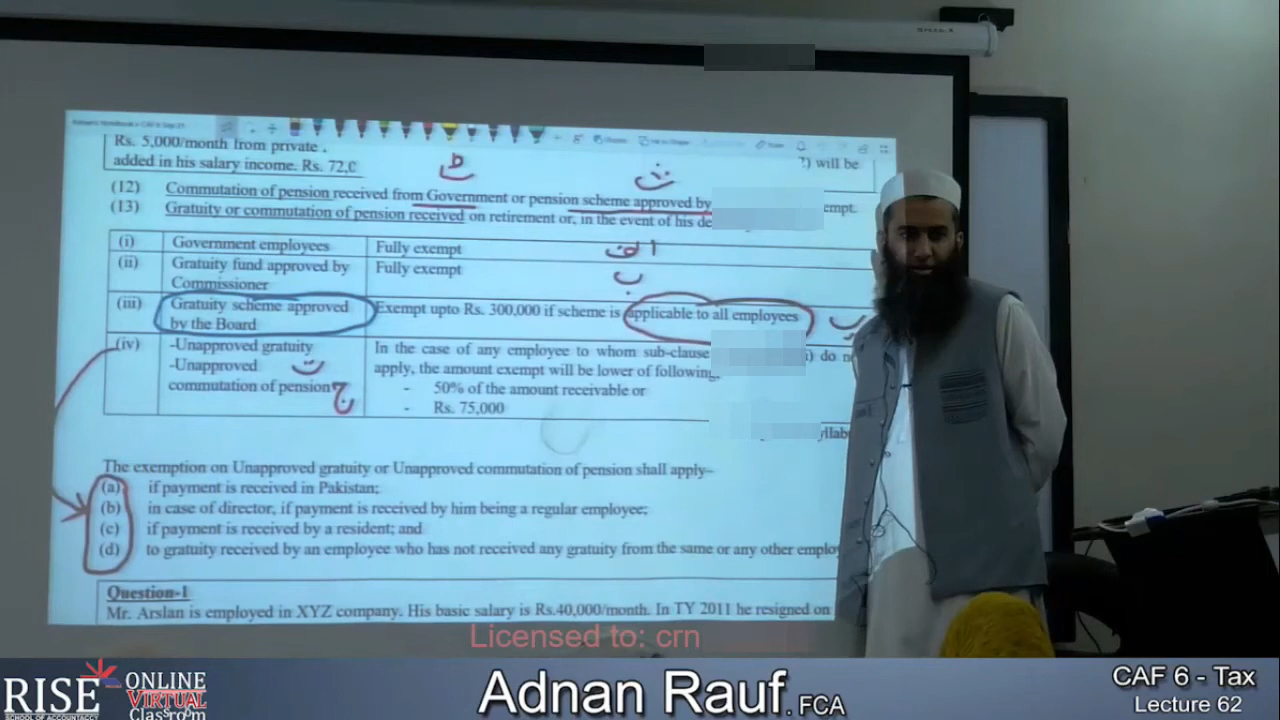 Rs. 5,000/month from private
added in his salary income. Rs. 72,0
will be
ط
ث
(12) Commutation of pension received from Government or pension scheme approved by
empt.
(13) Gratuity or commutation of pension received on retirement or, in the event of his de
(i) Government employees Fully exempt الف
(ii) Gratuity fund approved by Commissioner Fully exempt ب
(iii) Gratuity scheme approved by the Board Exempt upto Rs. 300,000 if scheme is applicable to all employees پ
(iv) -Unapproved gratuity In the case of any employee to whom sub-clause i) do n
-Unapproved ت apply, the amount exempt will be lower of following,
commutation of pension ج - 50% of the amount receivable or
- Rs. 75,000
yllab
The exemption on Unapproved gratuity or Unapproved commutation of pension shall apply–
(a) if payment is received in Pakistan;
(b) in case of director, if payment is received by him being a regular employee;
(c) if payment is received by a resident; and
(d) to gratuity received by an employee who has not received any gratuity from the same or any other emplo
Question-1
Mr. Arslan is employed in XYZ company. His basic salary is Rs.40,000/month. In TY 2011 he resigned on
Licensed to: crn
RISE ONLINE
VIRTUAL
Classroom
SCHOOL OF ACCOUNTANCY
Adnan Rauf. FCA
CAF 6 - Tax
Lecture 62